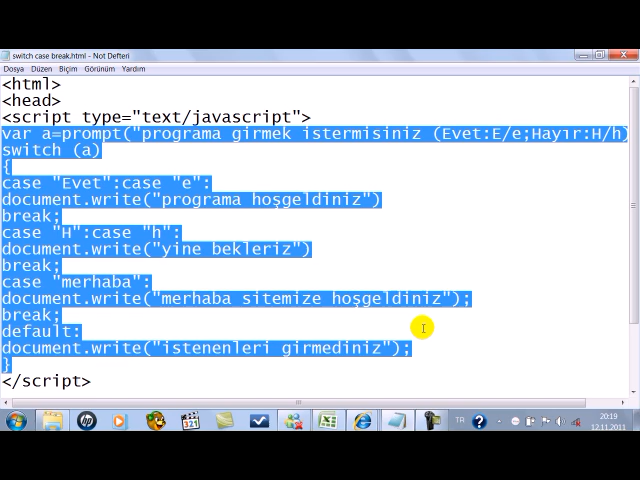 switch case break.html - Not Defteri
Dosya Düzen Biçim Görünüm Yardım
<html>
<head>
<script type="text/javascript">
var a=prompt("programa girmek istermisiniz (Evet:E/e;Hayır:H/h)
switch (a)
{
case "Evet":case "e":
document.write("programa hoşgeldiniz")
break;
case "H":case "h":
document.write("yine bekleriz")
break;
case "merhaba":
document.write("merhaba sitemize hoşgeldiniz");
break;
default:
document.write("istenenleri girmediniz");
}
</script>
321
TR
20:19
12.11.2011